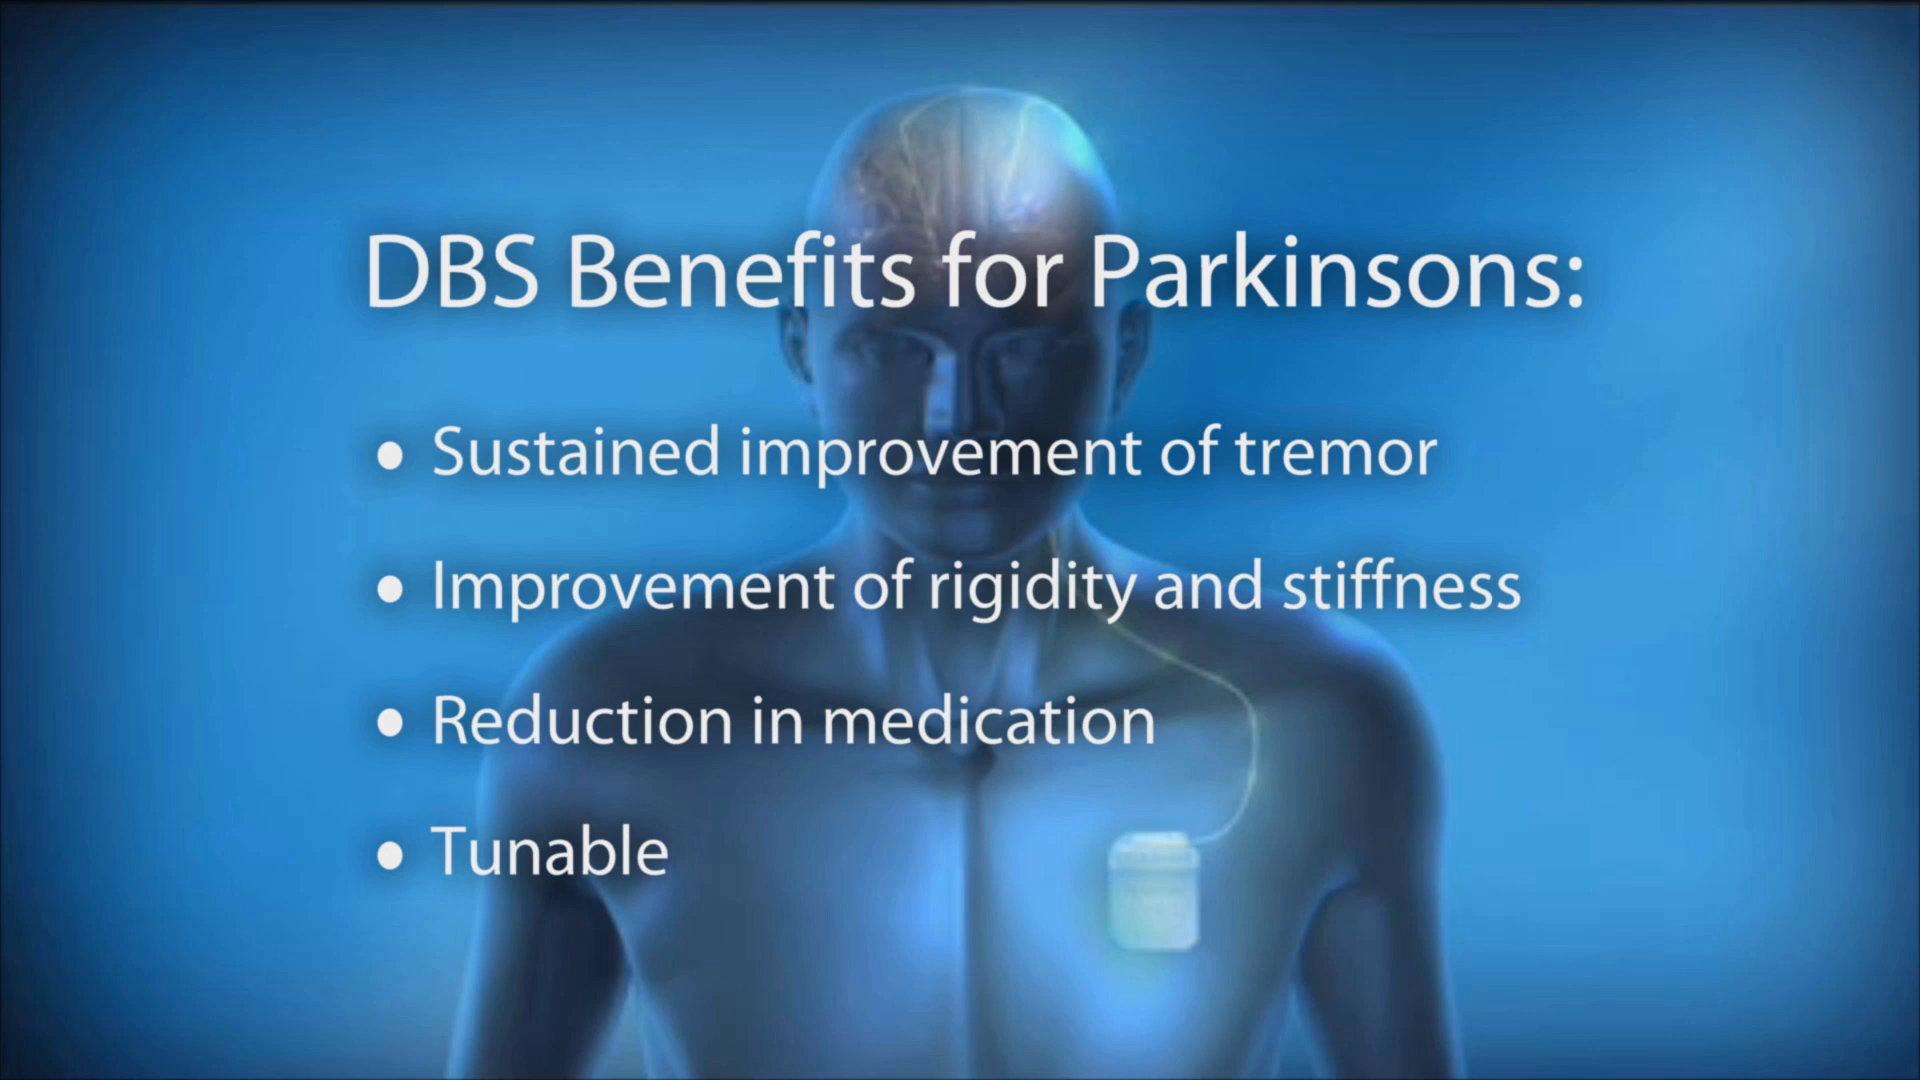 DBS Benefits for Parkinsons:
• Sustained improvement of tremor
• Improvement of rigidity and stiffness
• Reduction in medication
• Tunable